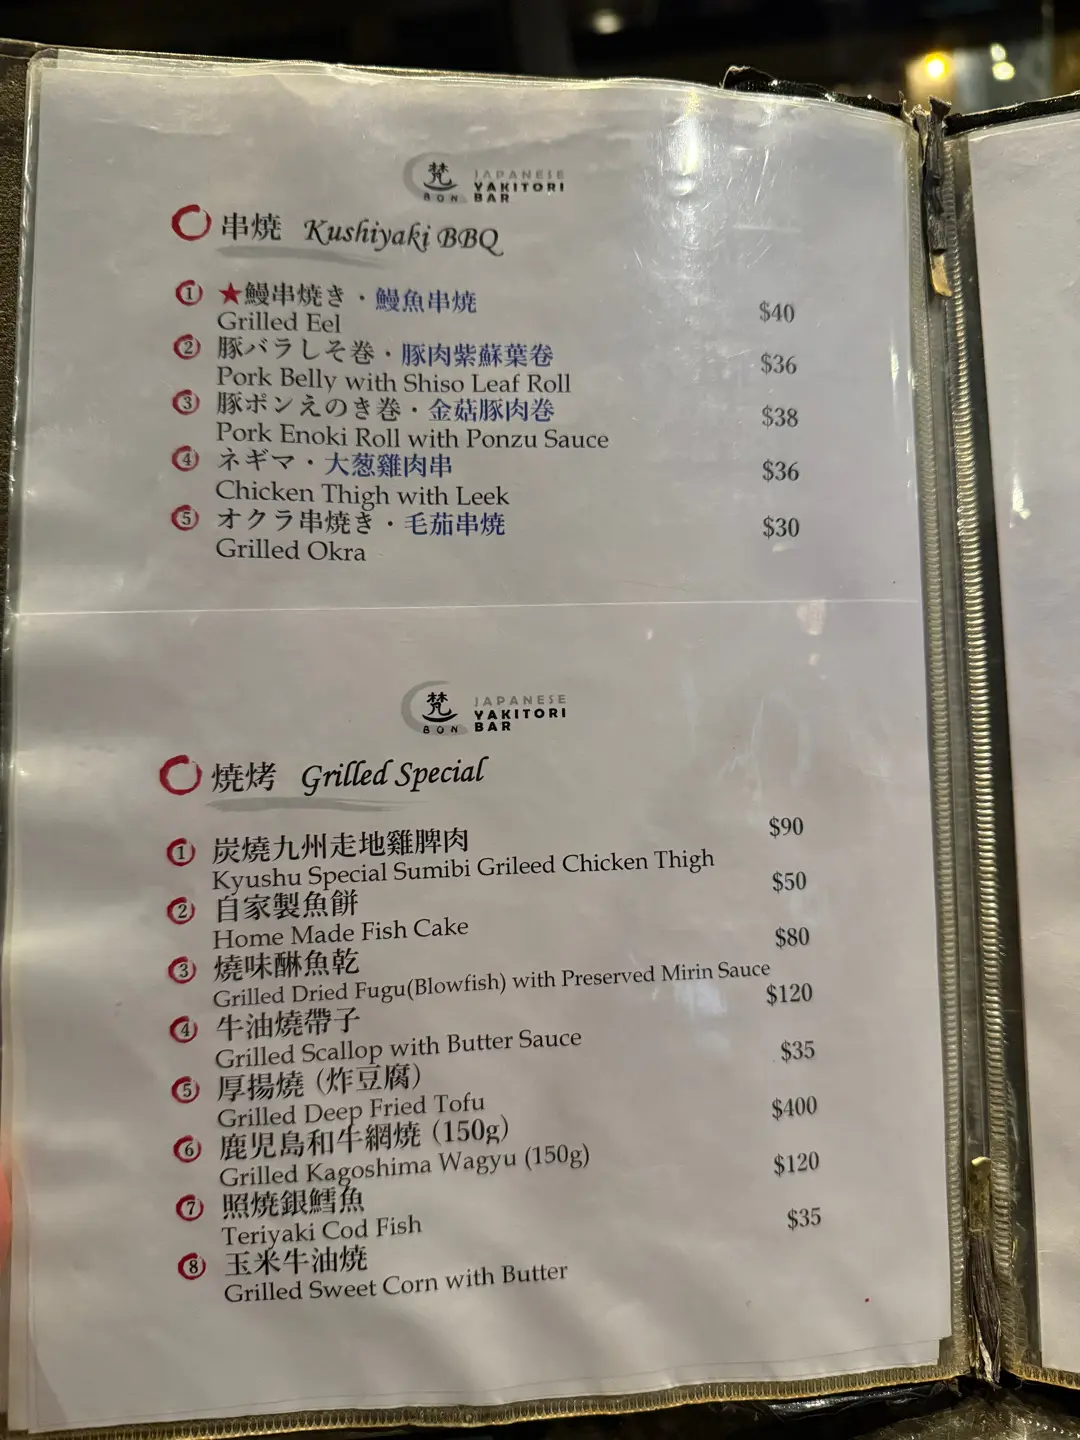 梵 JAPANESE
YAKITORI
BON BAR
串燒 Kushiyaki BBQ
1 ★鰻串焼き・鰻魚串燒 $40
Grilled Eel
2 豚バラしそ巻・豚肉紫蘇葉卷 $36
Pork Belly with Shiso Leaf Roll
3 豚ポンえのき巻・金菇豚肉巻 $38
Pork Enoki Roll with Ponzu Sauce
4 ネギマ・大葱雞肉串 $36
Chicken Thigh with Leek
5 オクラ串焼き・毛茄串燒 $30
Grilled Okra
梵 JAPANESE
YAKITORI
BON BAR
燒烤 Grilled Special
1 炭燒九州走地雞脾肉 $90
Kyushu Special Sumibi Grileed Chicken Thigh
2 自家製魚餅 $50
Home Made Fish Cake
3 燒味醂魚乾 $80
Grilled Dried Fugu(Blowfish) with Preserved Mirin Sauce
4 牛油燒帶子 $120
Grilled Scallop with Butter Sauce
5 厚揚燒 (炸豆腐) $35
Grilled Deep Fried Tofu
6 鹿児島和牛網燒 (150g) $400
Grilled Kagoshima Wagyu (150g)
7 照燒銀鱈魚 $120
Teriyaki Cod Fish
8 玉米牛油燒 $35
Grilled Sweet Corn with Butter